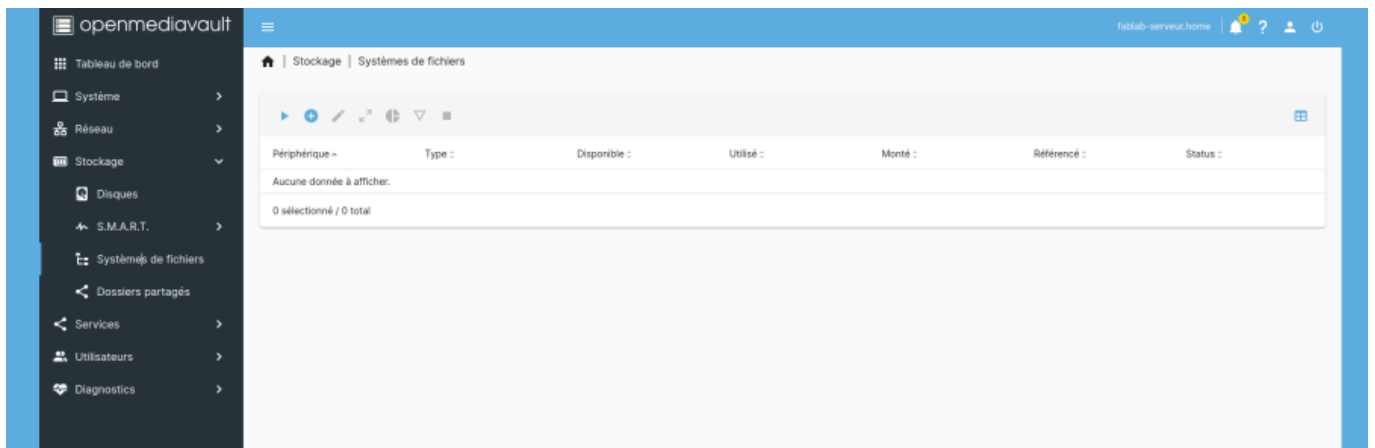 openmediavault
fablab-serveur.home
?
Tableau de bord
Stockage | Systèmes de fichiers
Système
Réseau
Stockage
Périphérique
Type
Disponible
Utilisé
Monté
Référencé
Status
Aucune donnée à afficher.
Disques
0 sélectionné / 0 total
S.M.A.R.T.
Systèmes de fichiers
Dossiers partagés
Services
Utilisateurs
Diagnostics